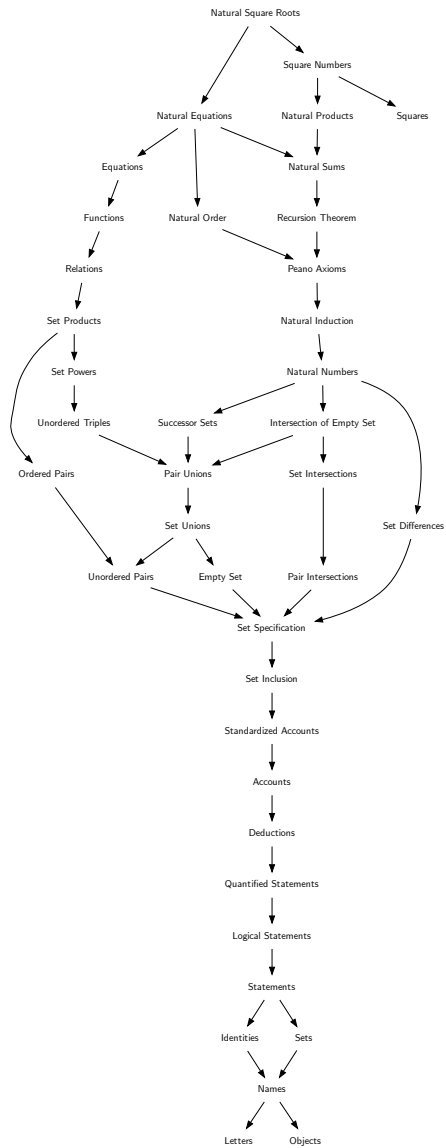 Natural Square Roots
Square Numbers
Natural Equations
Natural Products
Squares
Equations
Natural Sums
Functions
Natural Order
Recursion Theorem
Relations
Peano Axioms
Set Products
Natural Induction
Set Powers
Natural Numbers
Unordered Triples
Successor Sets
Intersection of Empty Set
Ordered Pairs
Pair Unions
Set Intersections
Set Unions
Set Differences
Unordered Pairs
Empty Set
Pair Intersections
Set Specification
Set Inclusion
Standardized Accounts
Accounts
Deductions
Quantified Statements
Logical Statements
Statements
Identities
Sets
Names
Letters
Objects